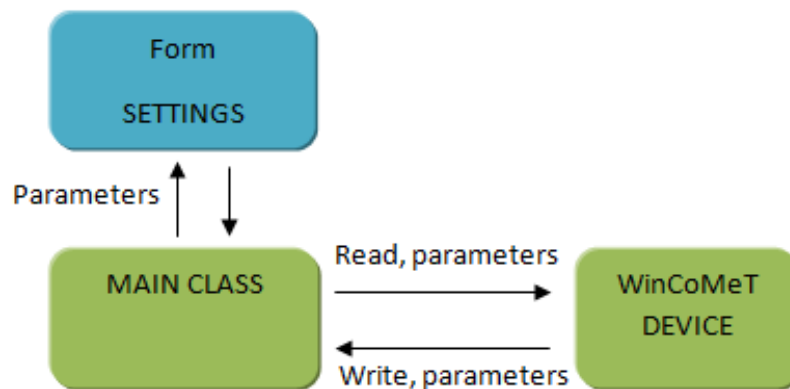 Form
SETTINGS
Parameters
MAIN CLASS
Read, parameters
WinCoMeT
DEVICE
Write, parameters